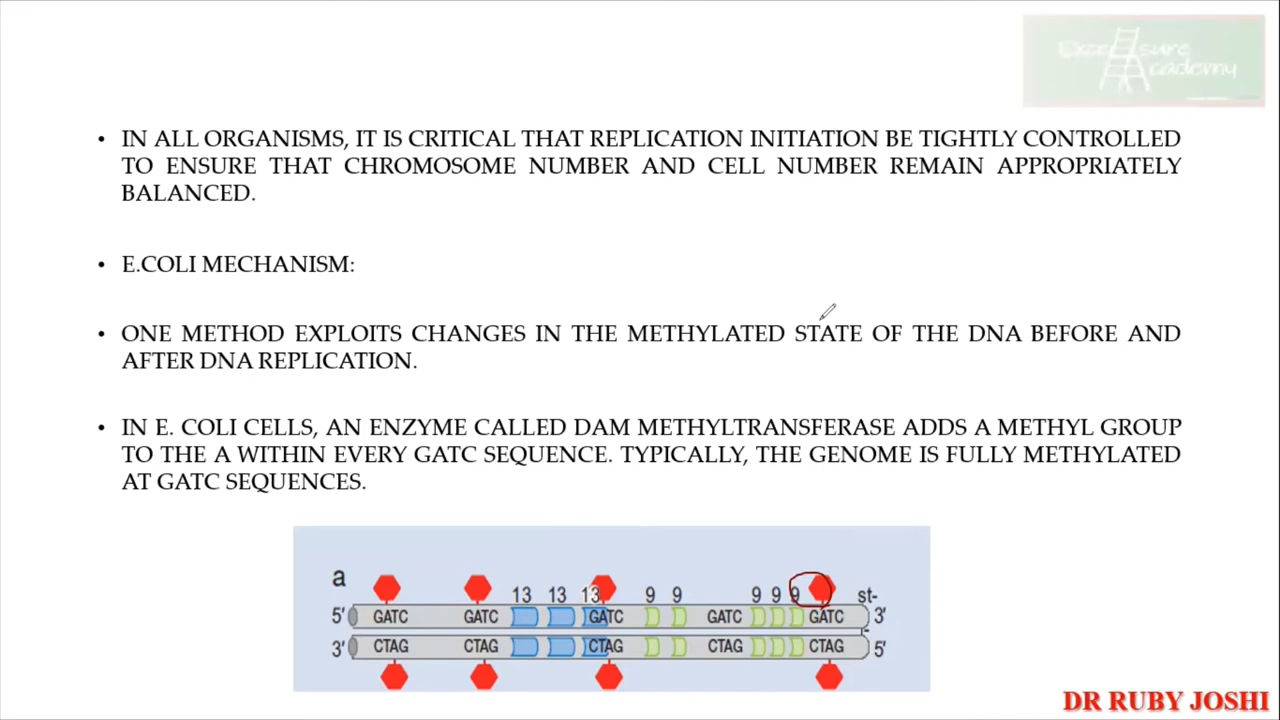 Excelsure
Academy
• IN ALL ORGANISMS, IT IS CRITICAL THAT REPLICATION INITIATION BE TIGHTLY CONTROLLED
TO ENSURE THAT CHROMOSOME NUMBER AND CELL NUMBER REMAIN APPROPRIATELY
BALANCED.
• E.COLI MECHANISM:
• ONE METHOD EXPLOITS CHANGES IN THE METHYLATED STATE OF THE DNA BEFORE AND
AFTER DNA REPLICATION.
• IN E. COLI CELLS, AN ENZYME CALLED DAM METHYLTRANSFERASE ADDS A METHYL GROUP
TO THE A WITHIN EVERY GATC SEQUENCE. TYPICALLY, THE GENOME IS FULLY METHYLATED
AT GATC SEQUENCES.
a
13 13 13 9 9 9 9 9 st-
5′ GATC GATC GATC GATC GATC 3′
3′ CTAG CTAG CTAG CTAG CTAG 5′
DR RUBY JOSHI